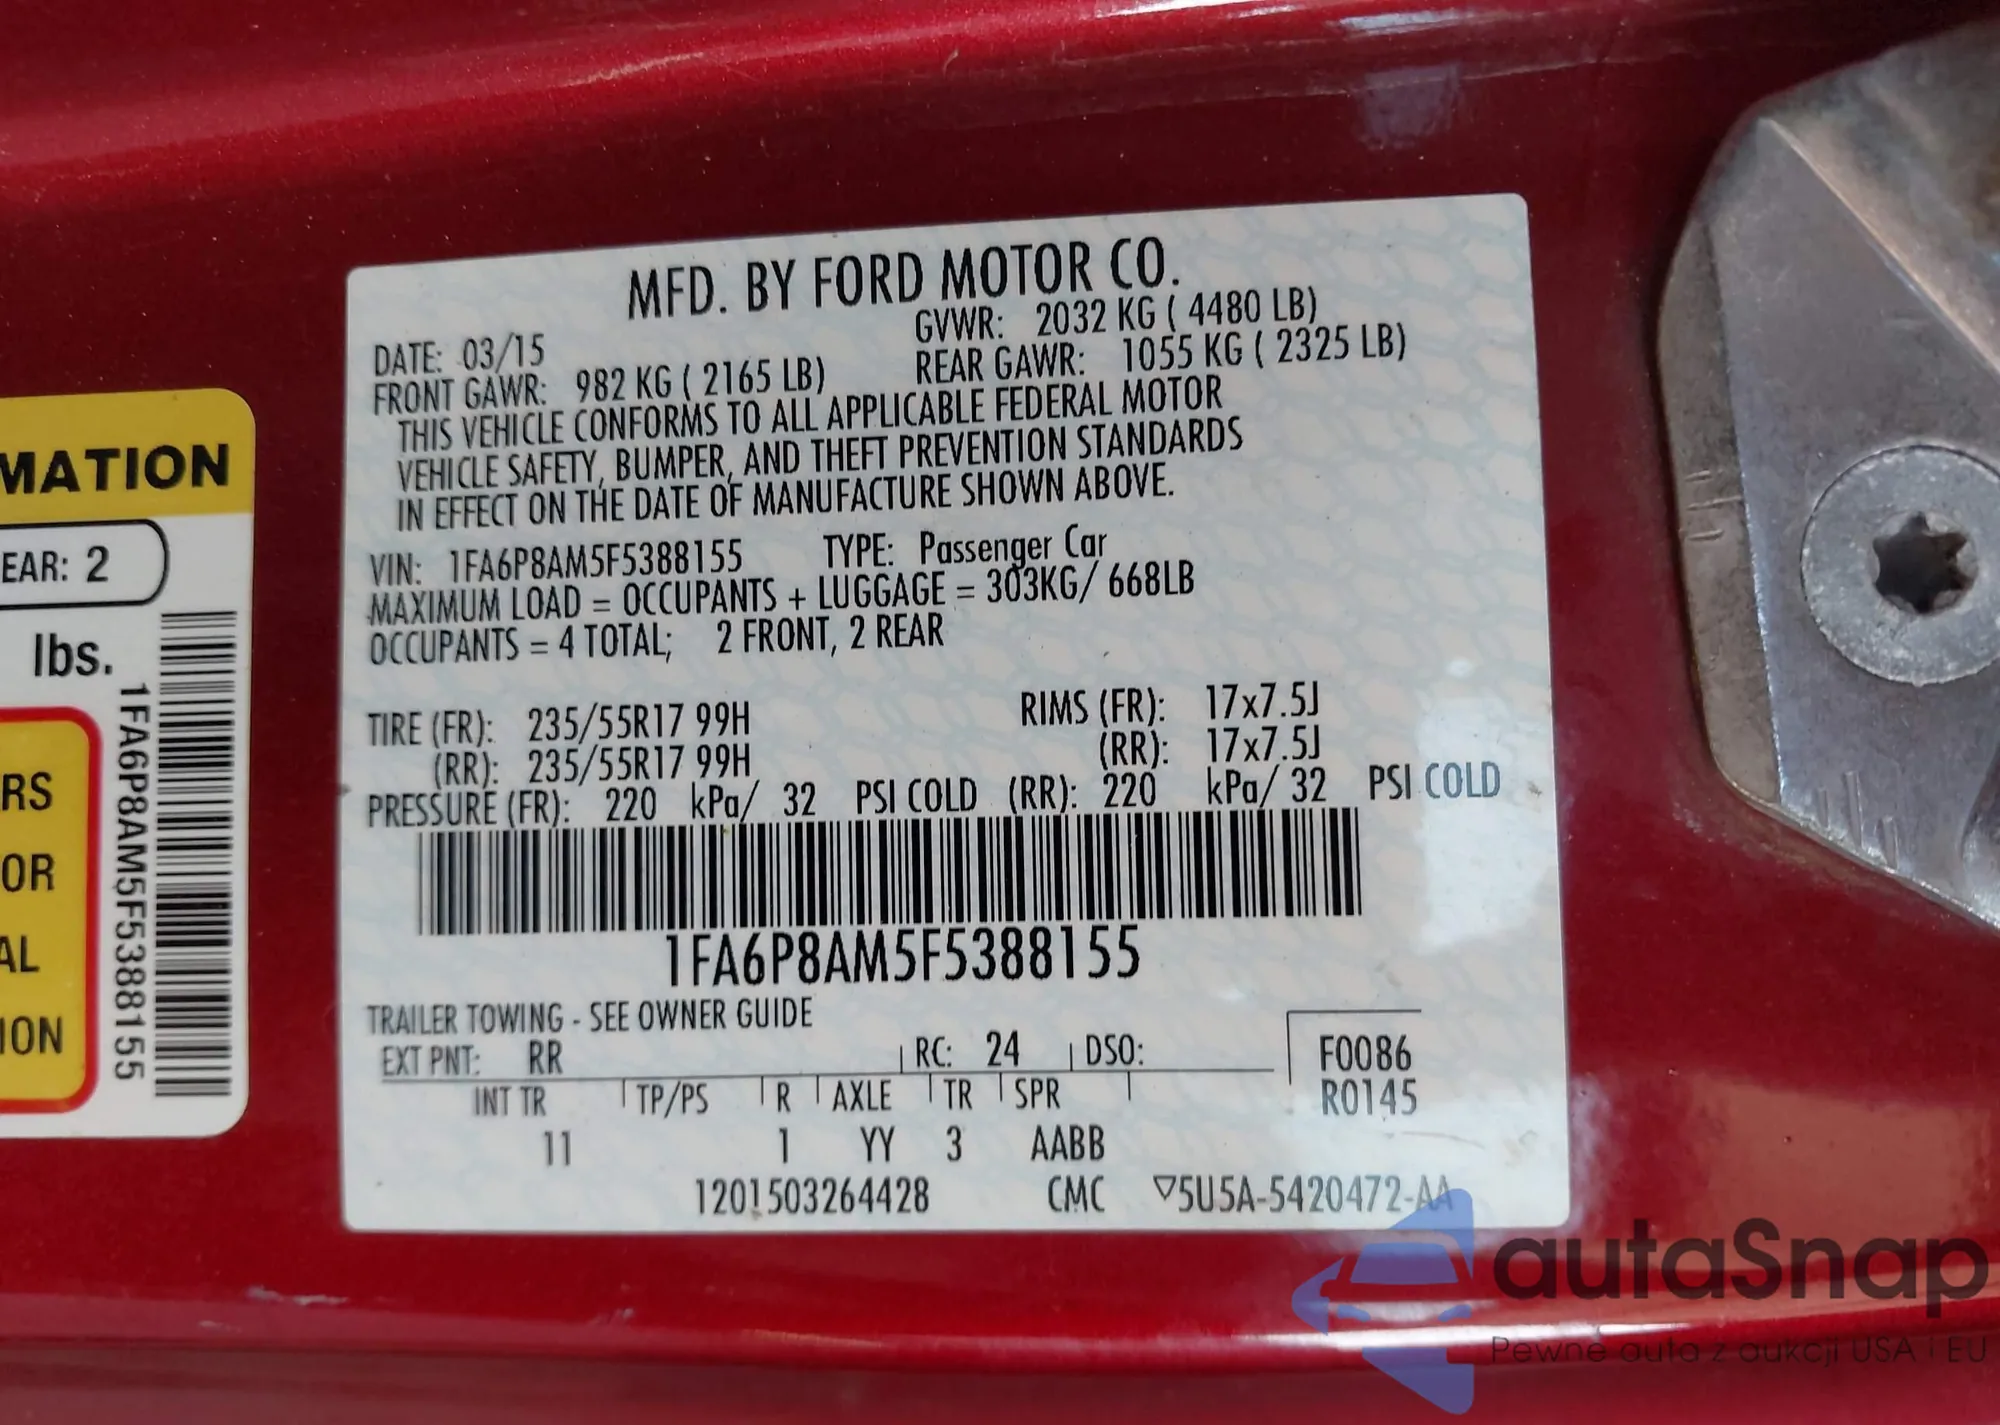 MATION
EAR: 2
lbs.
RS
OR
AL
ION
1FA6P8AM5F5388155
MFD. BY FORD MOTOR CO.
DATE: 03/15 GVWR: 2032 KG ( 4480 LB)
FRONT GAWR: 982 KG ( 2165 LB) REAR GAWR: 1055 KG ( 2325 LB)
THIS VEHICLE CONFORMS TO ALL APPLICABLE FEDERAL MOTOR
VEHICLE SAFETY, BUMPER, AND THEFT PREVENTION STANDARDS
IN EFFECT ON THE DATE OF MANUFACTURE SHOWN ABOVE.
VIN: 1FA6P8AM5F5388155 TYPE: Passenger Car
MAXIMUM LOAD = OCCUPANTS + LUGGAGE = 303KG/ 668LB
OCCUPANTS = 4 TOTAL; 2 FRONT, 2 REAR
TIRE (FR): 235/55R17 99H RIMS (FR): 17x7.5J
(RR): 235/55R17 99H (RR): 17x7.5J
PRESSURE (FR): 220 kPa/ 32 PSI COLD (RR): 220 kPa/ 32 PSI COLD
1FA6P8AM5F5388155
TRAILER TOWING - SEE OWNER GUIDE
EXT PNT: RR RC: 24 DSO: F0086
INT TR TP/PS R AXLE TR SPR R0145
11 1 YY 3 AABB
1201503264428 CMC ▽5U5A-5420472-AA
autaSnap
Pewne auta z aukcji USA i EU